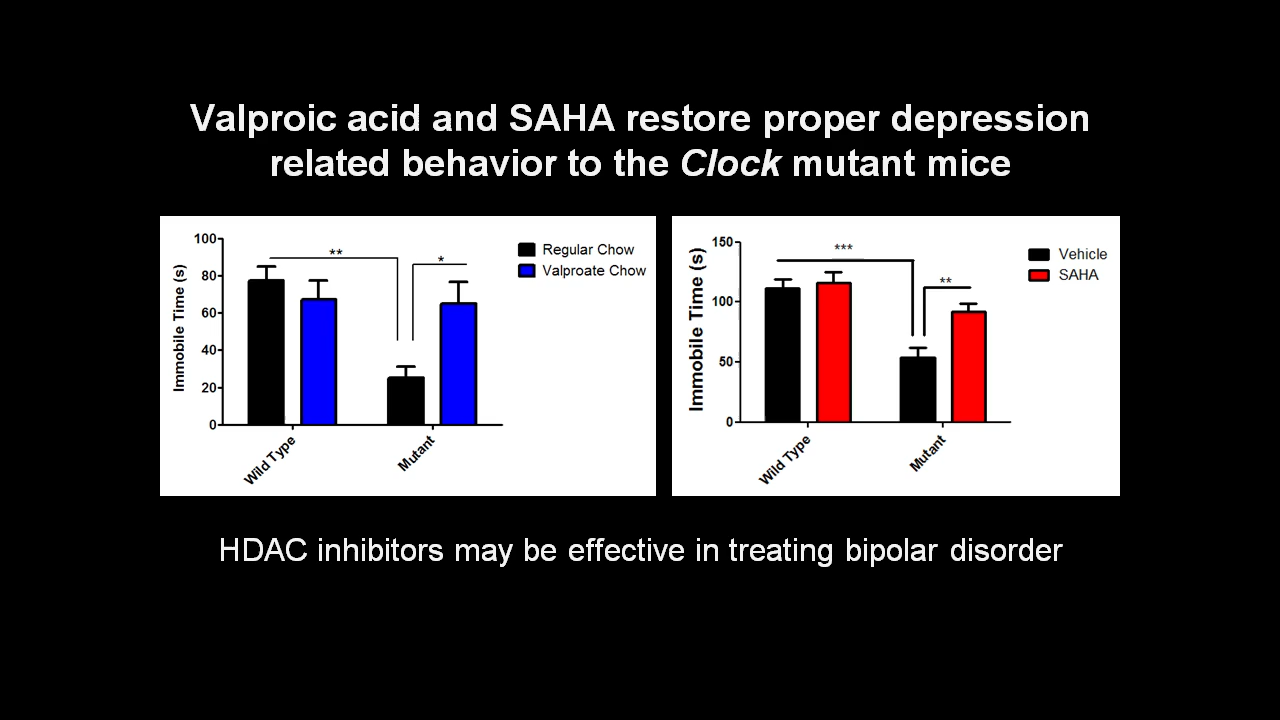 Valproic acid and SAHA restore proper depression
related behavior to the Clock mutant mice
100
80
60
40
20
0
Immobile Time (s)
**
*
Regular Chow
Valproate Chow
Wild Type
Mutant
150
100
50
0
Immobile Time (s)
***
**
Vehicle
SAHA
Wild Type
Mutant
HDAC inhibitors may be effective in treating bipolar disorder